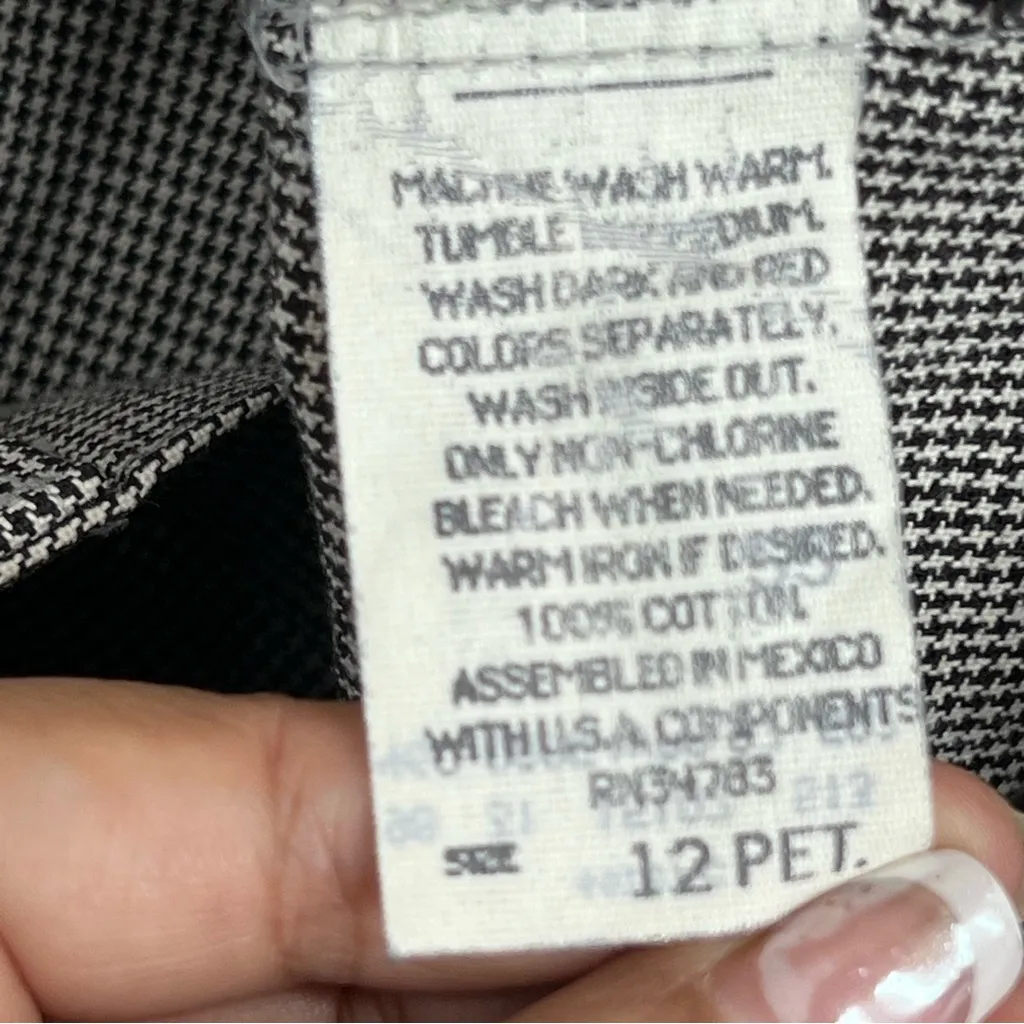 MACHINE WASH WARM.
TUMBLE MEDIUM.
WASH DARK AND RED
COLORS SEPARATELY.
WASH INSIDE OUT.
ONLY NON-CHLORINE
BLEACH WHEN NEEDED.
WARM IRON IF DESIRED.
100% COTTON.
ASSEMBLED IN MEXICO
WITH U.S.A. COMPONENTS
RN34783
SIZE 12 PET.